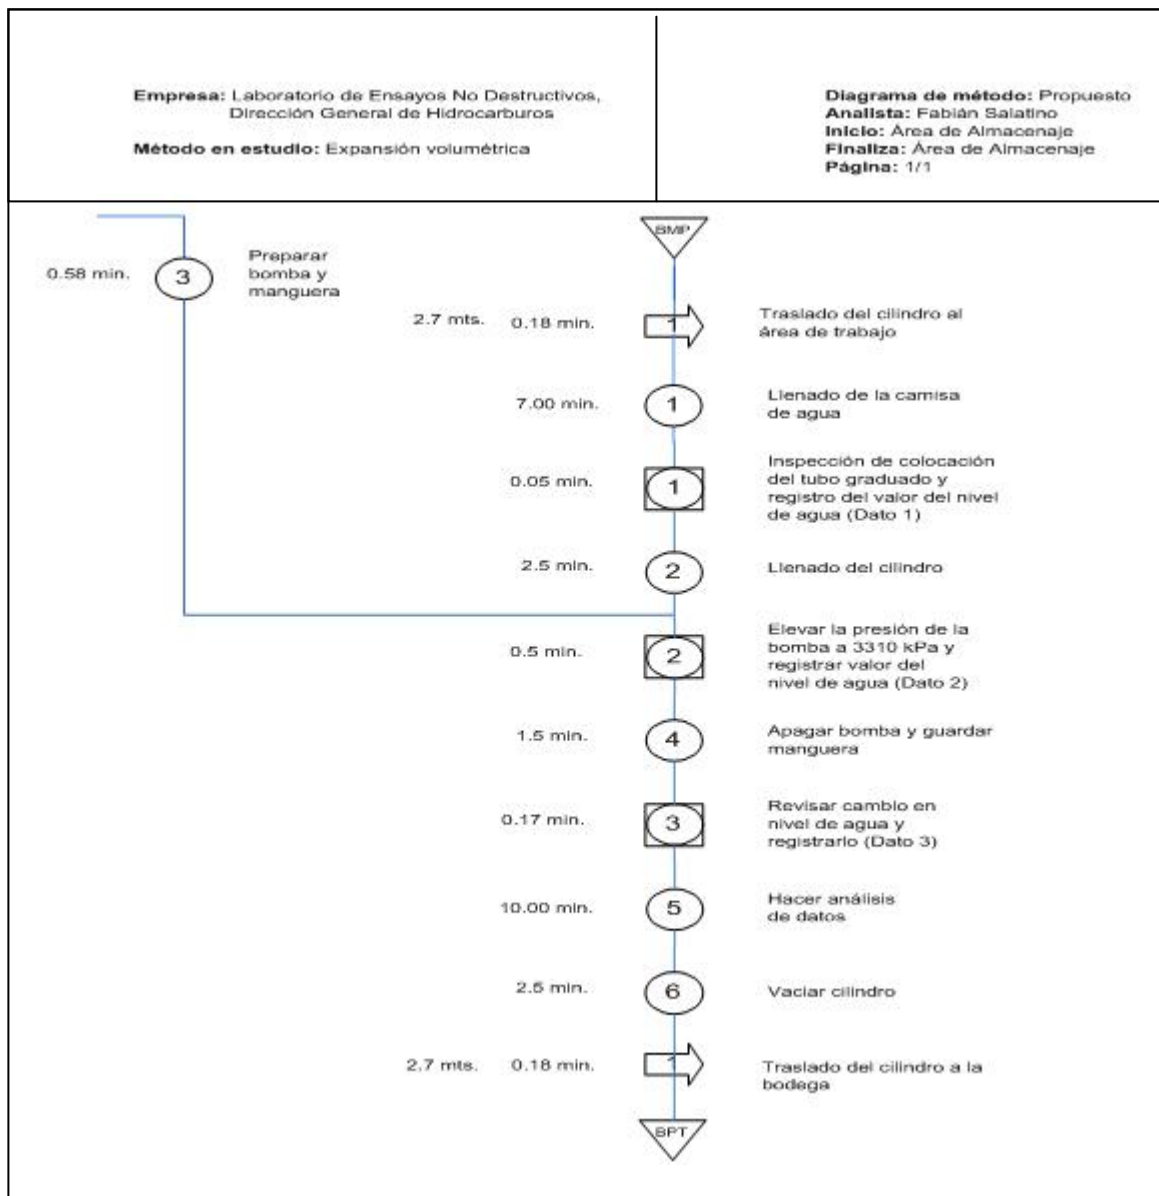 Empresa: Laboratorio de Ensayos No Destructivos,
Dirección General de Hidrocarburos
Método en estudio: Expansión volumétrica
Diagrama de método: Propuesto
Analista: Fabián Salatino
Inicio: Área de Almacenaje
Finaliza: Área de Almacenaje
Página: 1/1
BMP
0.58 min.
3
Preparar
bomba y
manguera
2.7 mts.
0.18 min.
1
Traslado del cilindro al
área de trabajo
7.00 min.
1
Llenado de la camisa
de agua
0.05 min.
1
Inspección de colocación
del tubo graduado y
registro del valor del nivel
de agua (Dato 1)
2.5 min.
2
Llenado del cilindro
0.5 min.
2
Elevar la presión de la
bomba a 3310 kPa y
registrar valor del
nivel de agua (Dato 2)
1.5 min.
4
Apagar bomba y guardar
manguera
0.17 min.
3
Revisar cambio en
nivel de agua y
registrarlo (Dato 3)
10.00 min.
5
Hacer análisis
de datos
2.5 min.
6
Vaciar cilindro
2.7 mts.
0.18 min.
1
Traslado del cilindro a la
bodega
BPT